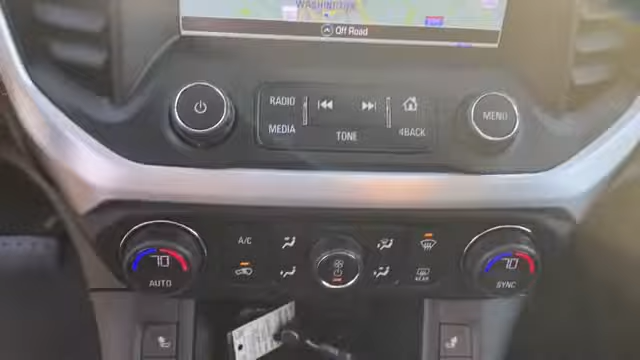 WASHINGTON
Off Road
RADIO
MEDIA
TONE
BACK
MENU
A/C
70
AUTO
REAR
70
SYNC